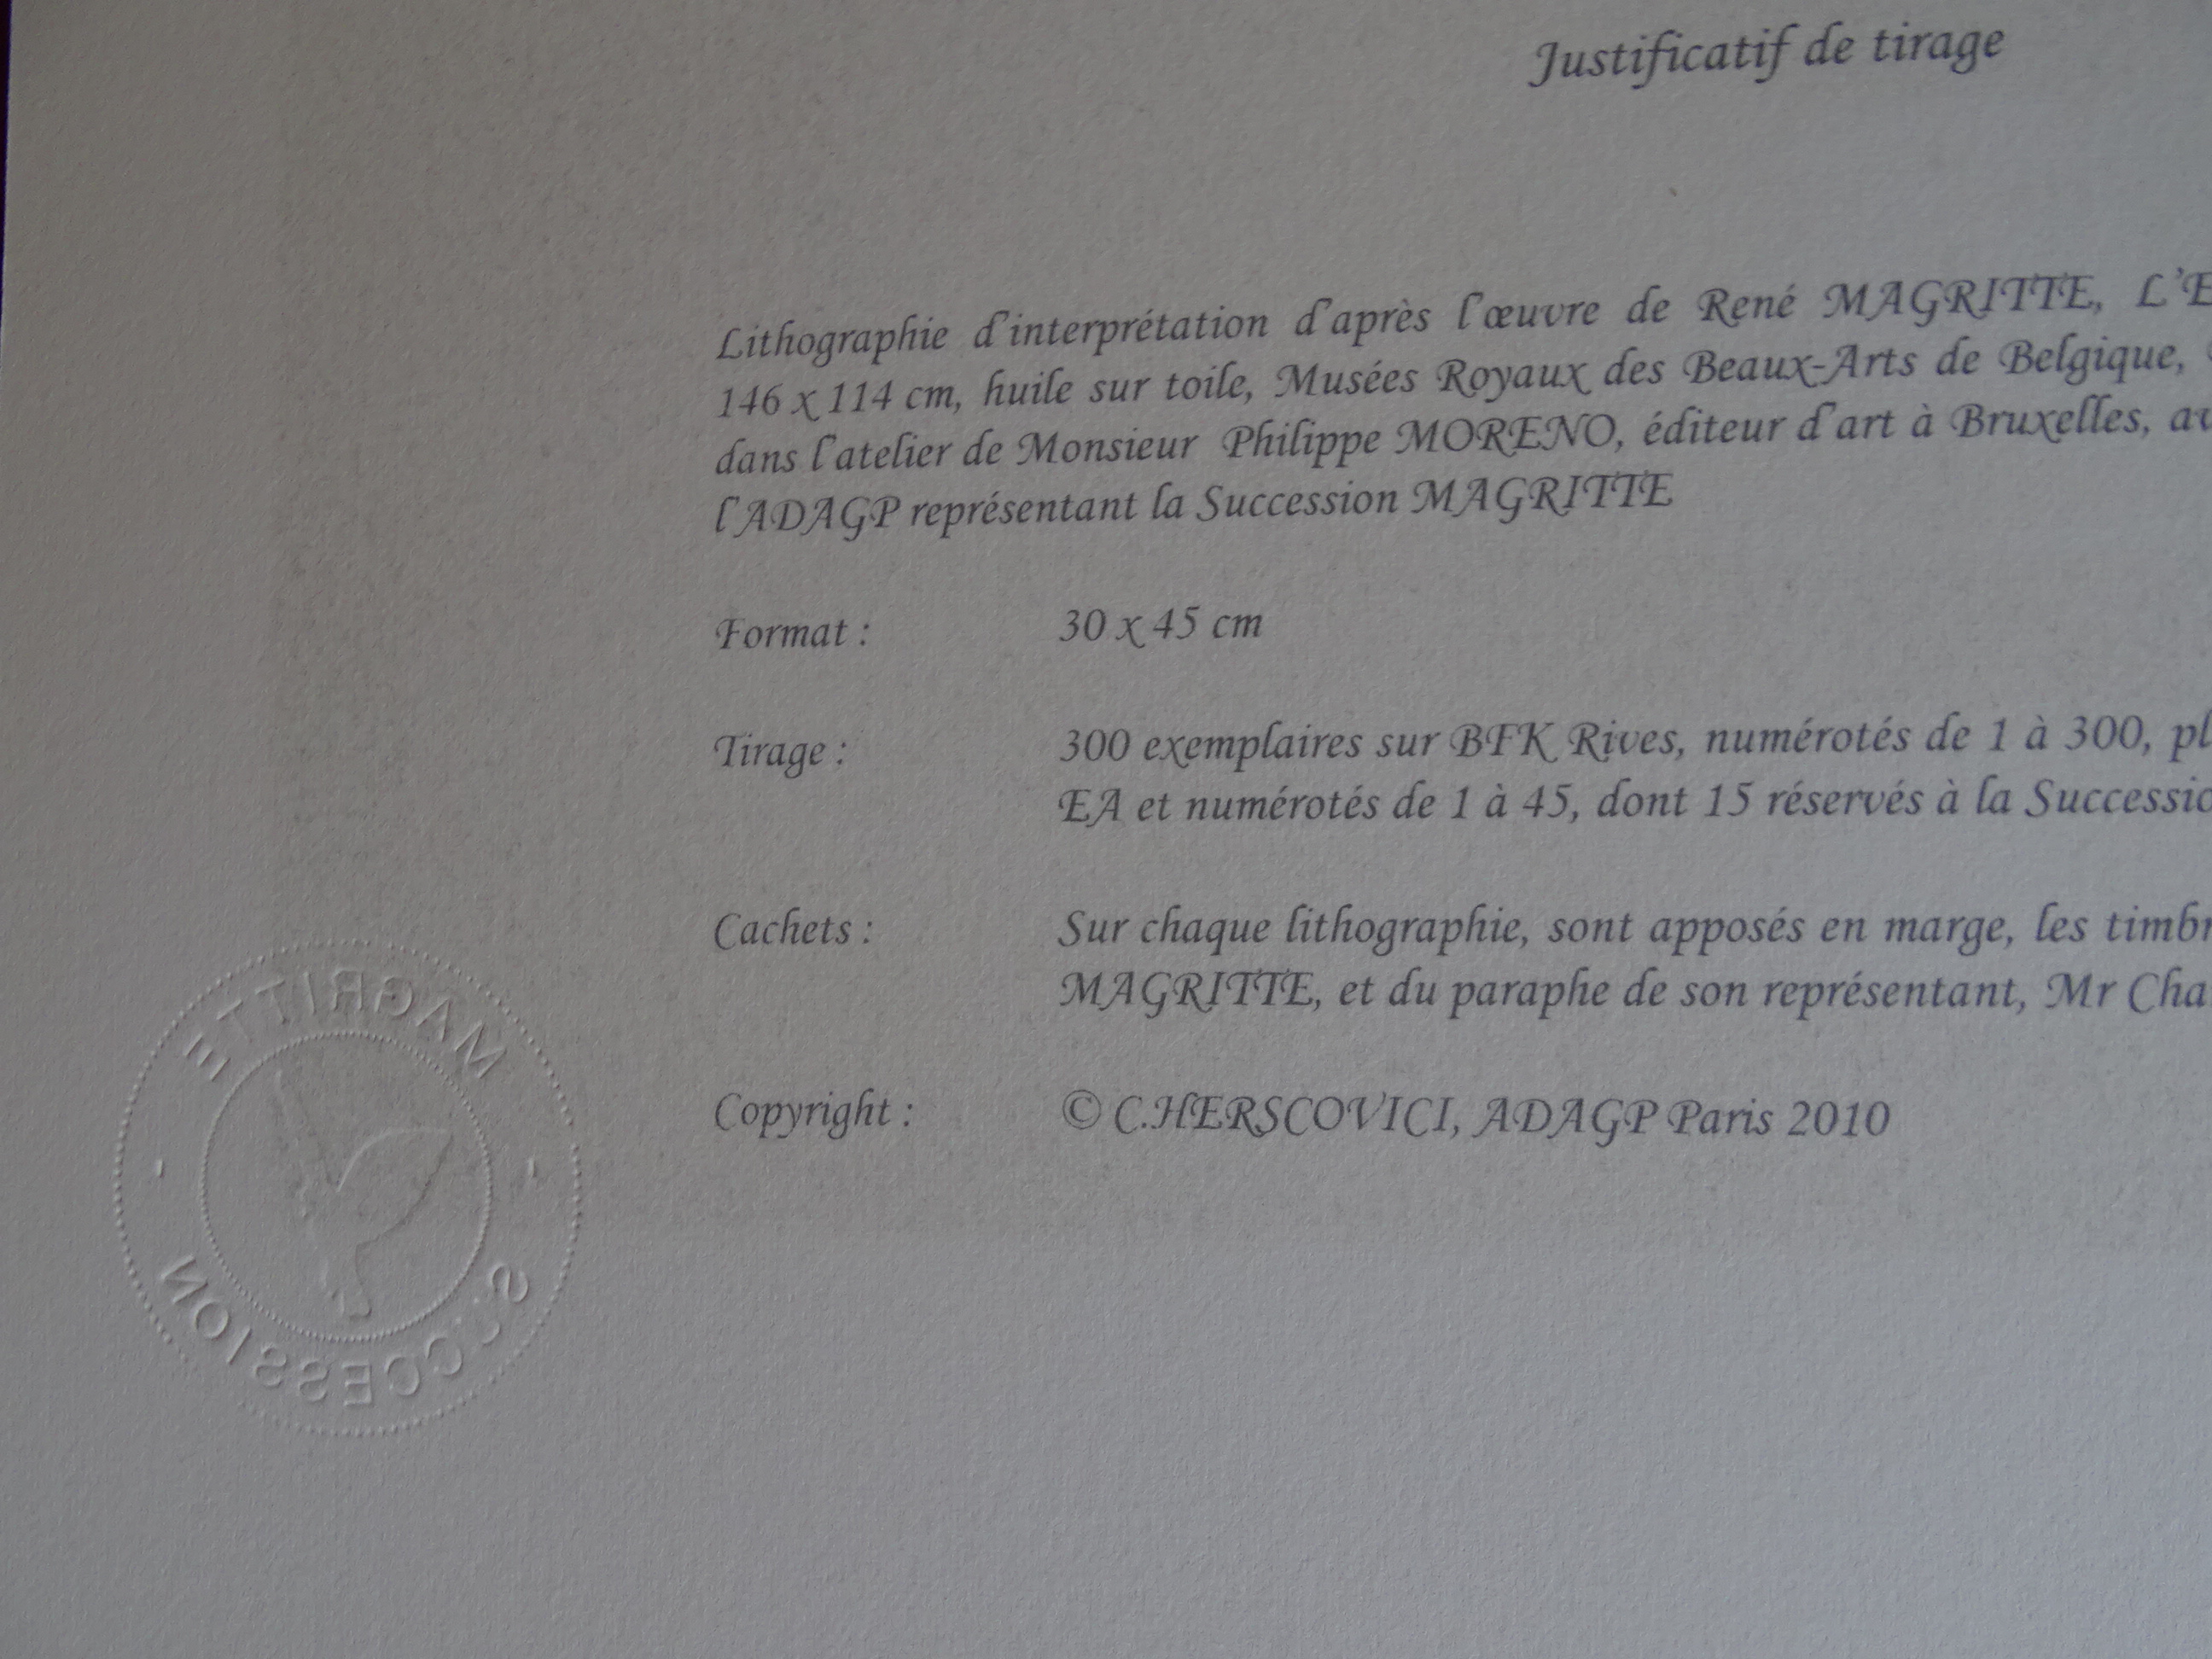 Justificatif de tirage
Lithographie d'interprétation d'après l'œuvre de René MAGRITTE,
146 x 114 cm, huile sur toile, Musées Royaux des Beaux-Arts de Belgique,
dans l'atelier de Monsieur Philippe MORENO, éditeur d'art à Bruxelles,
l'ADAGP représentant la Succession MAGRITTE
Format : 30 x 45 cm
Tirage : 300 exemplaires sur BFK Rives, numérotés de 1 à 300,
EA et numérotés de 1 à 45, dont 15 réservés à la
Cachets : Sur chaque lithographie, sont apposés en marge, les
MAGRITTE, et du paraphe de son représentant, Mr
Copyright : © C.HERSCOVICI, ADAGP Paris 2010
MAGRITTE
SUCCESSION